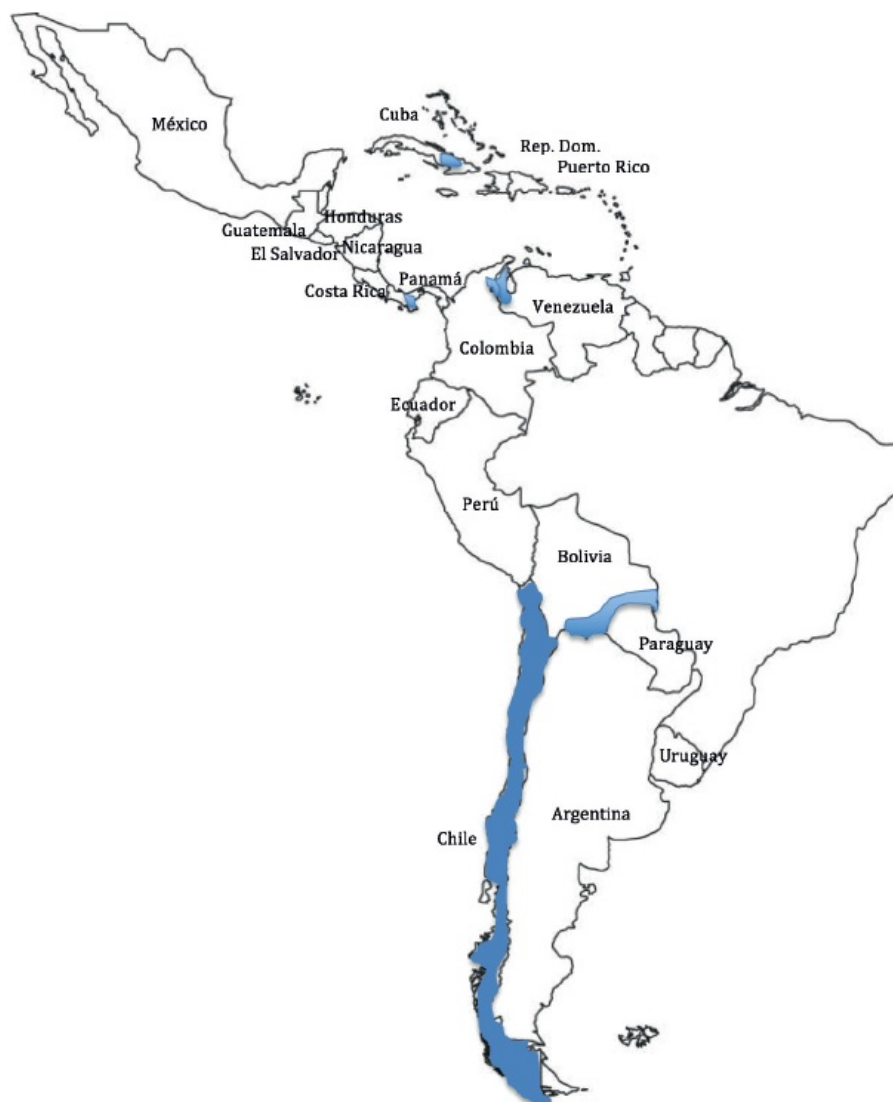 México
Cuba
Rep. Dom.
Puerto Rico
Honduras
Guatemala
El Salvador
Nicaragua
Costa Rica
Panamá
Venezuela
Colombia
Ecuador
Perú
Bolivia
Paraguay
Uruguay
Argentina
Chile